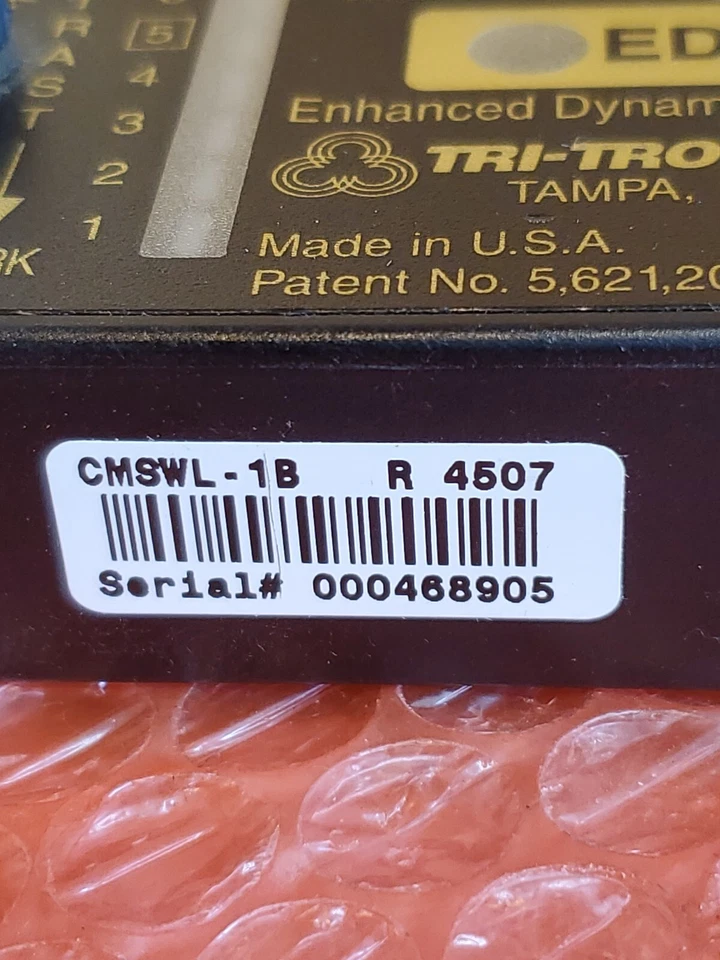 5
4
3
2
1
ED
Enhanced Dynam
TRI-TRO
TAMPA,
Made in U.S.A.
Patent No. 5,621,20
CMSWL-1B R 4507
Serial# 000468905